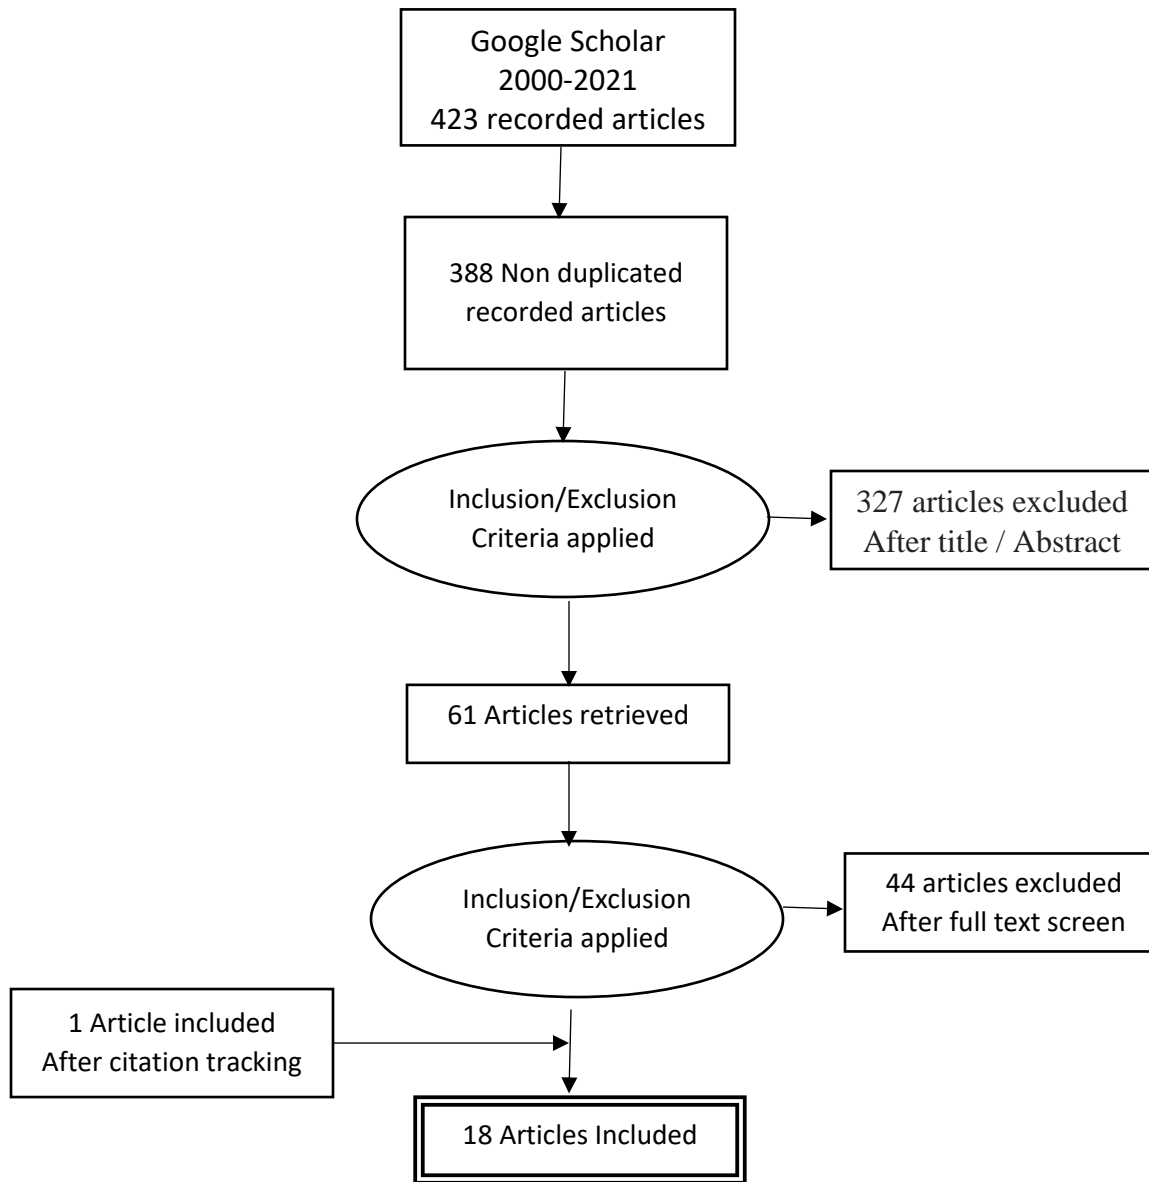 Google Scholar
2000-2021
423 recorded articles
388 Non duplicated
recorded articles
Inclusion/Exclusion
Criteria applied
327 articles excluded
After title / Abstract
61 Articles retrieved
Inclusion/Exclusion
Criteria applied
44 articles excluded
After full text screen
1 Article included
After citation tracking
18 Articles Included